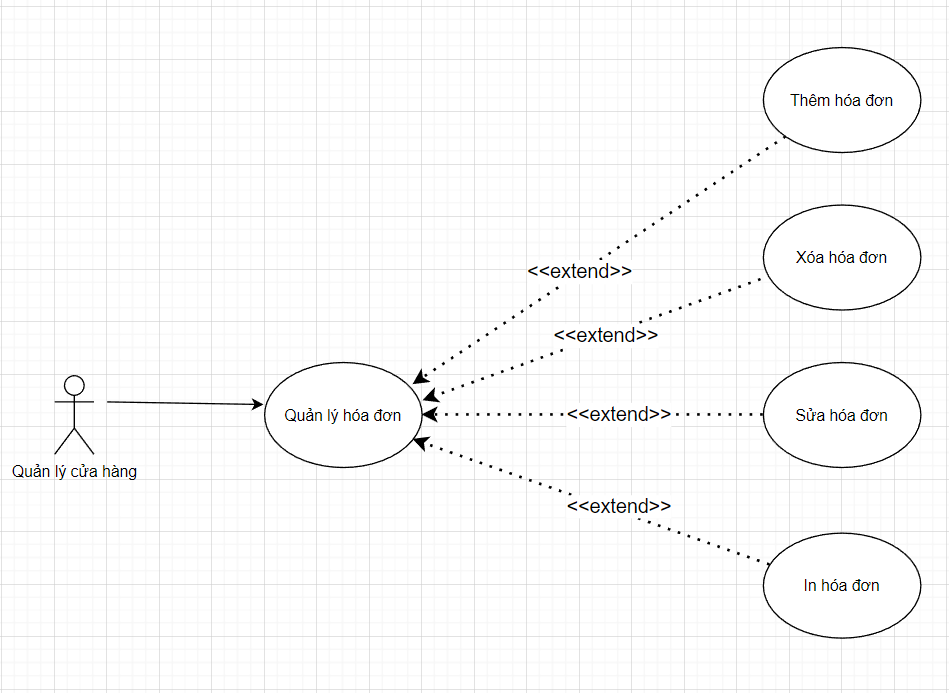 Thêm hóa đơn
Xóa hóa đơn
<<extend>>
<<extend>>
Quản lý hóa đơn
<<extend>>
Sửa hóa đơn
Quản lý cửa hàng
<<extend>>
In hóa đơn